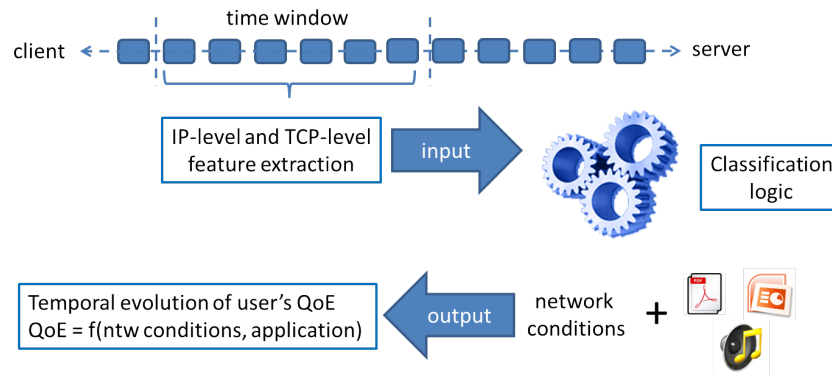 time window
client
server
IP-level and TCP-level
feature extraction
input
Classification
logic
Temporal evolution of user's QoE
QoE = f(ntw conditions, application)
output
network
conditions
+
PDF